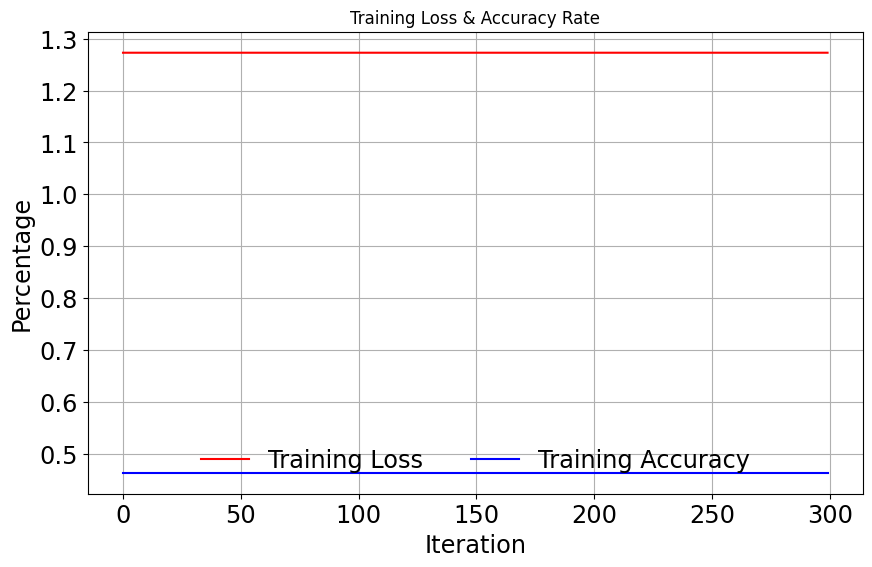 Training Loss & Accuracy Rate
Percentage
1.3
1.2
1.1
1.0
0.9
0.8
0.7
0.6
0.5
Training Loss Training Accuracy
0 50 100 150 200 250 300
Iteration